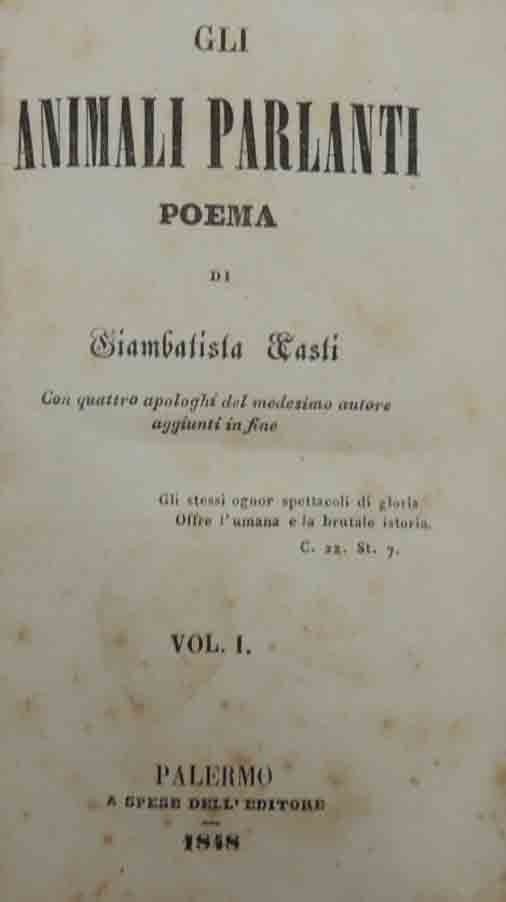 GLI
ANIMALI PARLANTI
POEMA
DI
Giambatista Casti
Con quattro apologhi del medesimo autore
aggiunti in fine
Gli stessi ognor spettacoli di gloria
Offre l'umana e la brutale istoria.
C. 22. St. 7.
VOL. I.
PALERMO
A SPESE DELL' EDITORE
1848